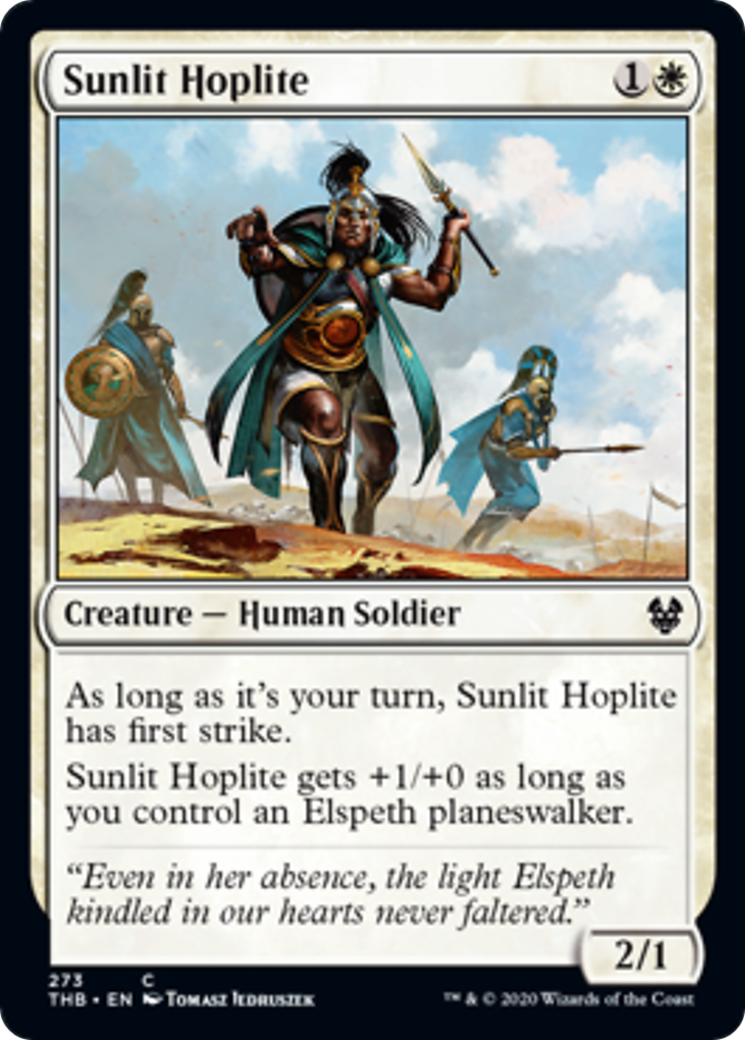 Sunlit Hoplite 1
Creature — Human Soldier
As long as it's your turn, Sunlit Hoplite
has first strike.
Sunlit Hoplite gets +1/+0 as long as
you control an Elspeth planeswalker.
“Even in her absence, the light Elspeth
kindled in our hearts never faltered.”
2/1
273 C
THB • EN Tomasz Jedruszek
™ & © 2020 Wizards of the Coast